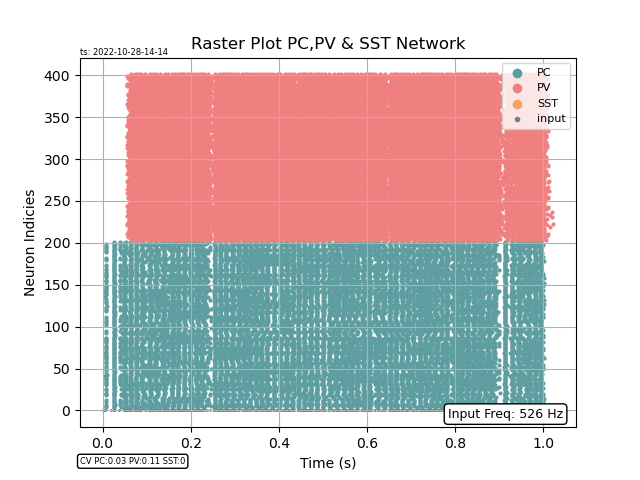 Raster Plot PC,PV & SST Network
ts: 2022-10-28-14-14
PC
PV
SST
input
400
350
300
250
200
150
100
50
0
Neuron Indicies
Input Freq: 526 Hz
0.0 0.2 0.4 0.6 0.8 1.0
Time (s)
CV PC:0.03 PV:0.11 SST:0